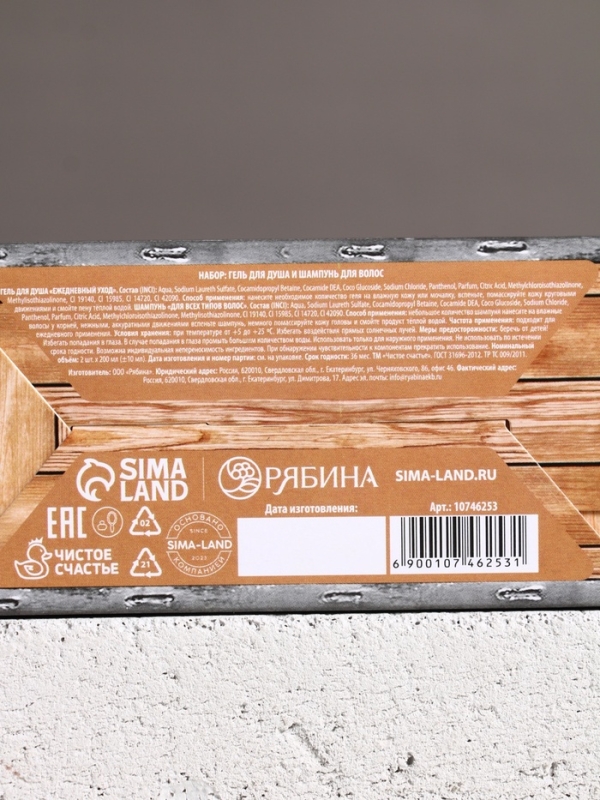 НАБОР: ГЕЛЬ ДЛЯ ДУША И ШАМПУНЬ ДЛЯ ВОЛОС
ГЕЛЬ ДЛЯ ДУША «ЕЖЕДНЕВНЫЙ УХОД». Состав (INCI): Aqua, Sodium Laureth Sulfate, Cocamidopropyl Betaine, Cocamide DEA, Coco Glucoside, Sodium Chloride, Panthenol, Parfum, Citric Acid, Methylchloroisothiazolinone,
Methylisothiazolinone, CI 19140, CI 15985, CI 14720, CI 42090. Способ применения: нанесите необходимое количество геля на влажную кожу или мочалку, вспеньте, помассируйте кожу круговыми
движениями и смойте пену тёплой водой. ШАМПУНЬ «ДЛЯ ВСЕХ ТИПОВ ВОЛОС». Состав (INCI): Aqua, Sodium Laureth Sulfate, Cocamidopropyl Betaine, Cocamide DEA, Coco Glucoside, Sodium Chloride,
Panthenol, Parfum, Citric Acid, Methylchloroisothiazolinone, Methylisothiazolinone, CI 19140, CI 15985, CI 14720, CI 42090. Способ применения: небольшое количество шампуня нанесите на влажные
волосы у корней, нежными, аккуратными движениями вспеньте шампунь, немного помассируйте кожу головы и смойте продукт теплой водой. Частота применения: подходит для
ежедневного применения. Условия хранения: при температуре от +5 до +25 °С. Избегать воздействия прямых солнечных лучей. Меры предосторожности: беречь от детей!
Избегать попадания в глаза. В случае попадания в глаза промыть большим количеством воды. Использовать только для наружного применения. Не использовать по истечении
срока годности. Возможна индивидуальная непереносимость ингредиентов. При обнаружении чувствительности к компонентам прекратить использование. Номинальный
объём: 2 шт. х 200 мл (±10 мл). Дата изготовления и номер партии: см. на упаковке. Срок годности: 36 мес. ТМ «Чистое счастье». ГОСТ 31696-2012. ТР ТС 009/2011.
Изготовитель: ООО «Рябина». Юридический адрес: Россия, 620010, Свердловская обл., г. Екатеринбург, ул. Черняховского, 86, офис 46. Фактический адрес:
Россия, 620010, Свердловская обл., г. Екатеринбург, ул. Димитрова, 17. Адрес эл. почты: info@ryabinaekb.ru
SIMA
LAND
РЯБИНА
SIMA-LAND.RU
Дата изготовления:
Арт.: 10746253
EAC
02
ОСНОВАНО
SINCE
SIMA-LAND
2023
КОМПАНИЕЙ
ЧИСТОЕ
СЧАСТЬЕ
21
6 900107 462531